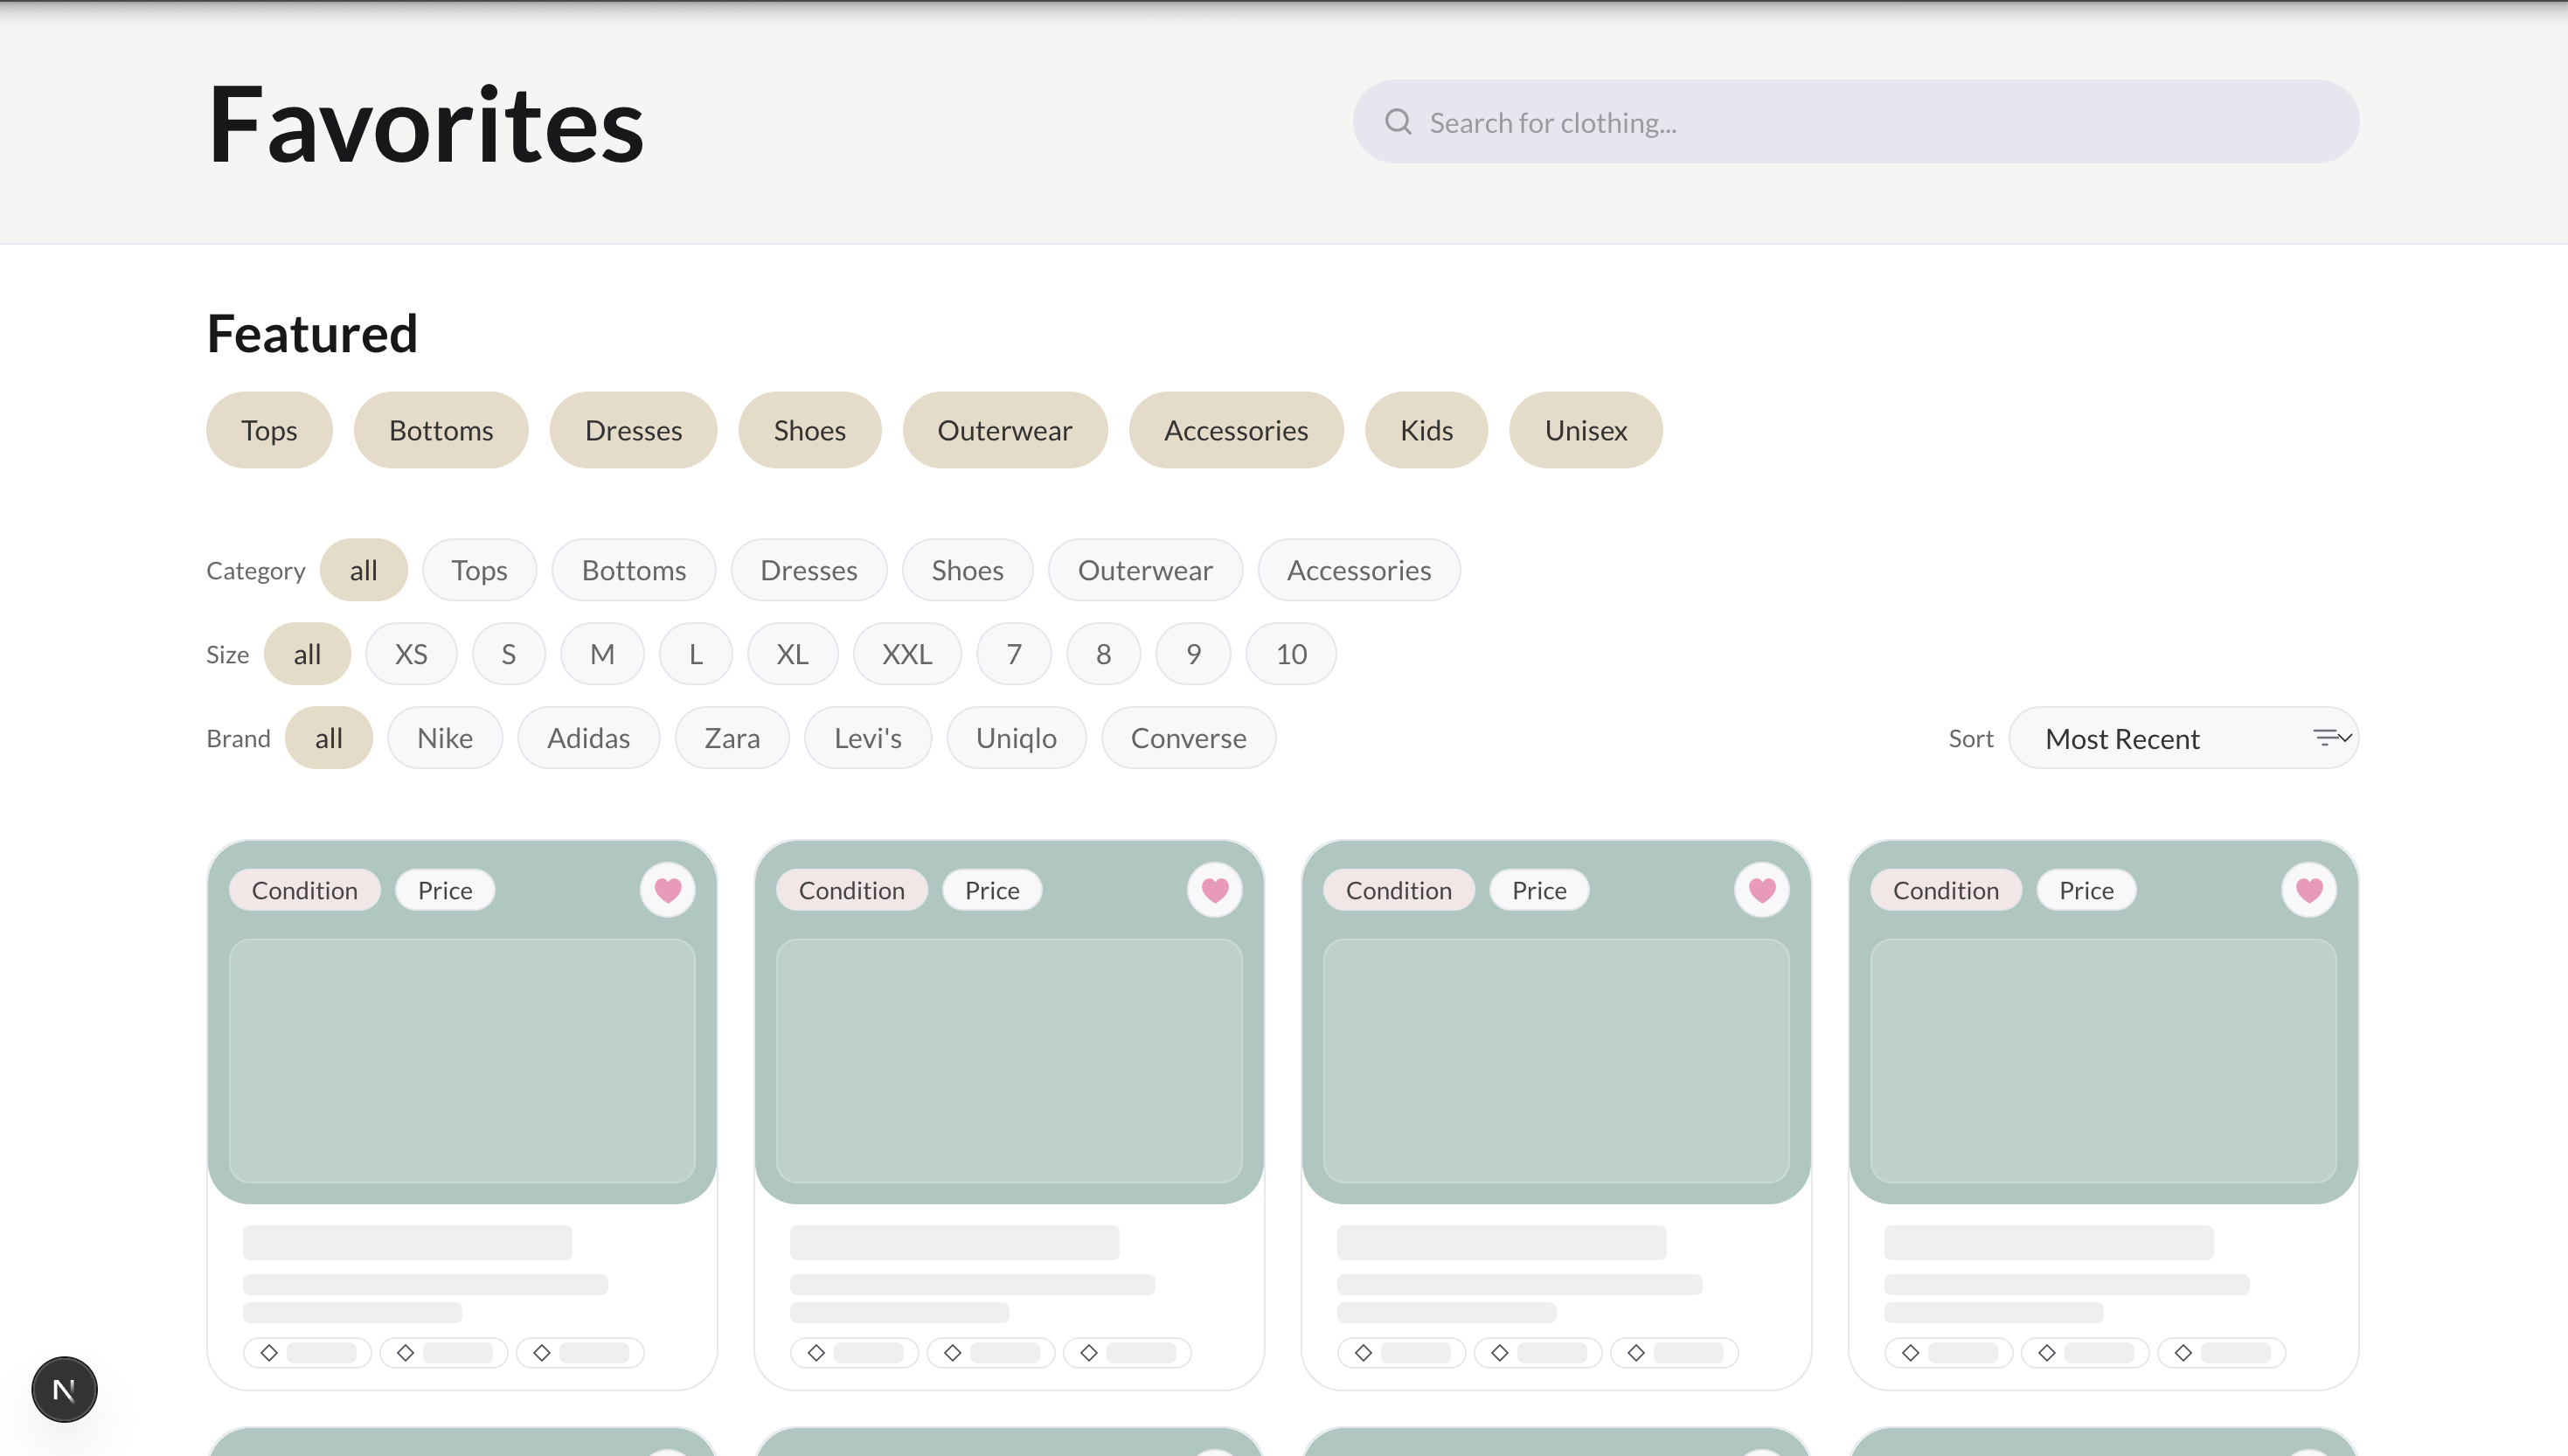 Favorites
Search for clothing...
Featured
Tops Bottoms Dresses Shoes Outerwear Accessories Kids Unisex
Category all Tops Bottoms Dresses Shoes Outerwear Accessories
Size all XS S M L XL XXL 7 8 9 10
Brand all Nike Adidas Zara Levi's Uniqlo Converse Sort Most Recent
Condition Price Condition Price Condition Price Condition Price
N